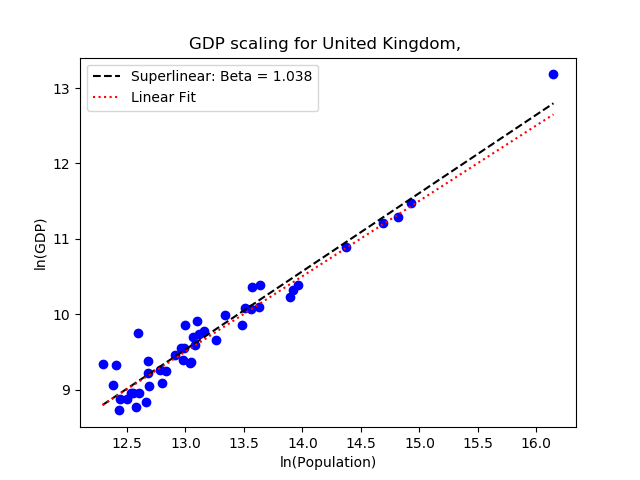 GDP scaling for United Kingdom,
Superlinear: Beta = 1.038
Linear Fit
13
12
11
10
9
ln(GDP)
12.5 13.0 13.5 14.0 14.5 15.0 15.5 16.0
ln(Population)